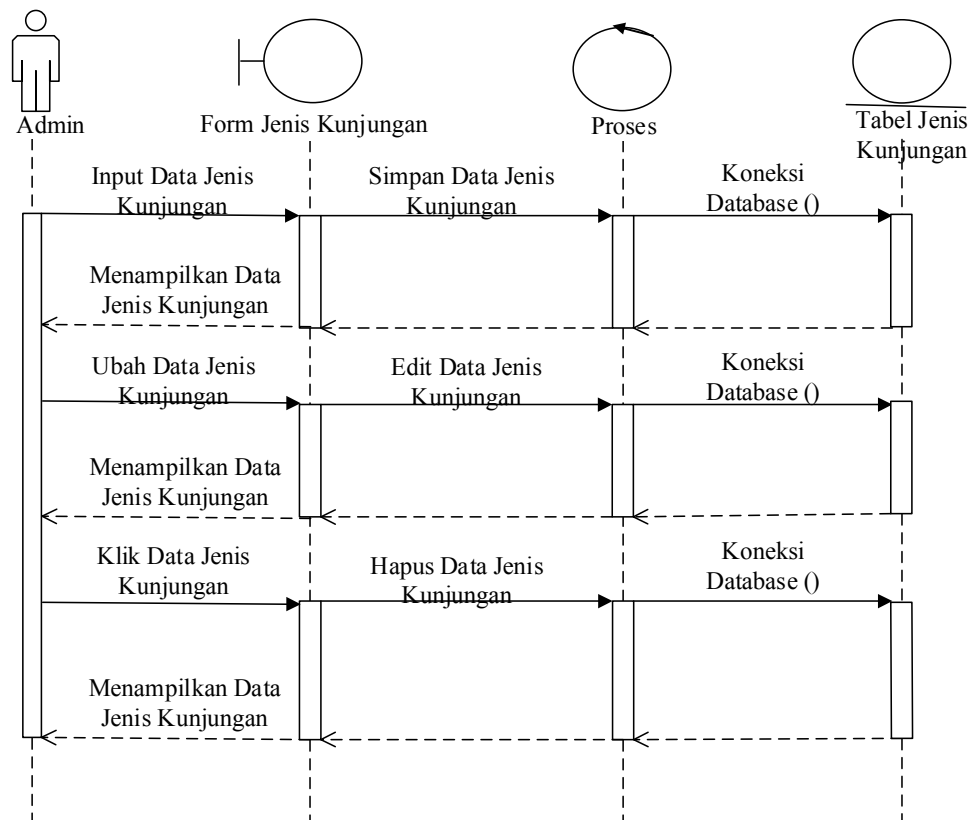 Admin
Form Jenis Kunjungan
Proses
Tabel Jenis
Kunjungan
Input Data Jenis
Kunjungan
Simpan Data Jenis
Kunjungan
Koneksi
Database ()
Menampilkan Data
Jenis Kunjungan
Ubah Data Jenis
Kunjungan
Edit Data Jenis
Kunjungan
Koneksi
Database ()
Menampilkan Data
Jenis Kunjungan
Klik Data Jenis
Kunjungan
Hapus Data Jenis
Kunjungan
Koneksi
Database ()
Menampilkan Data
Jenis Kunjungan